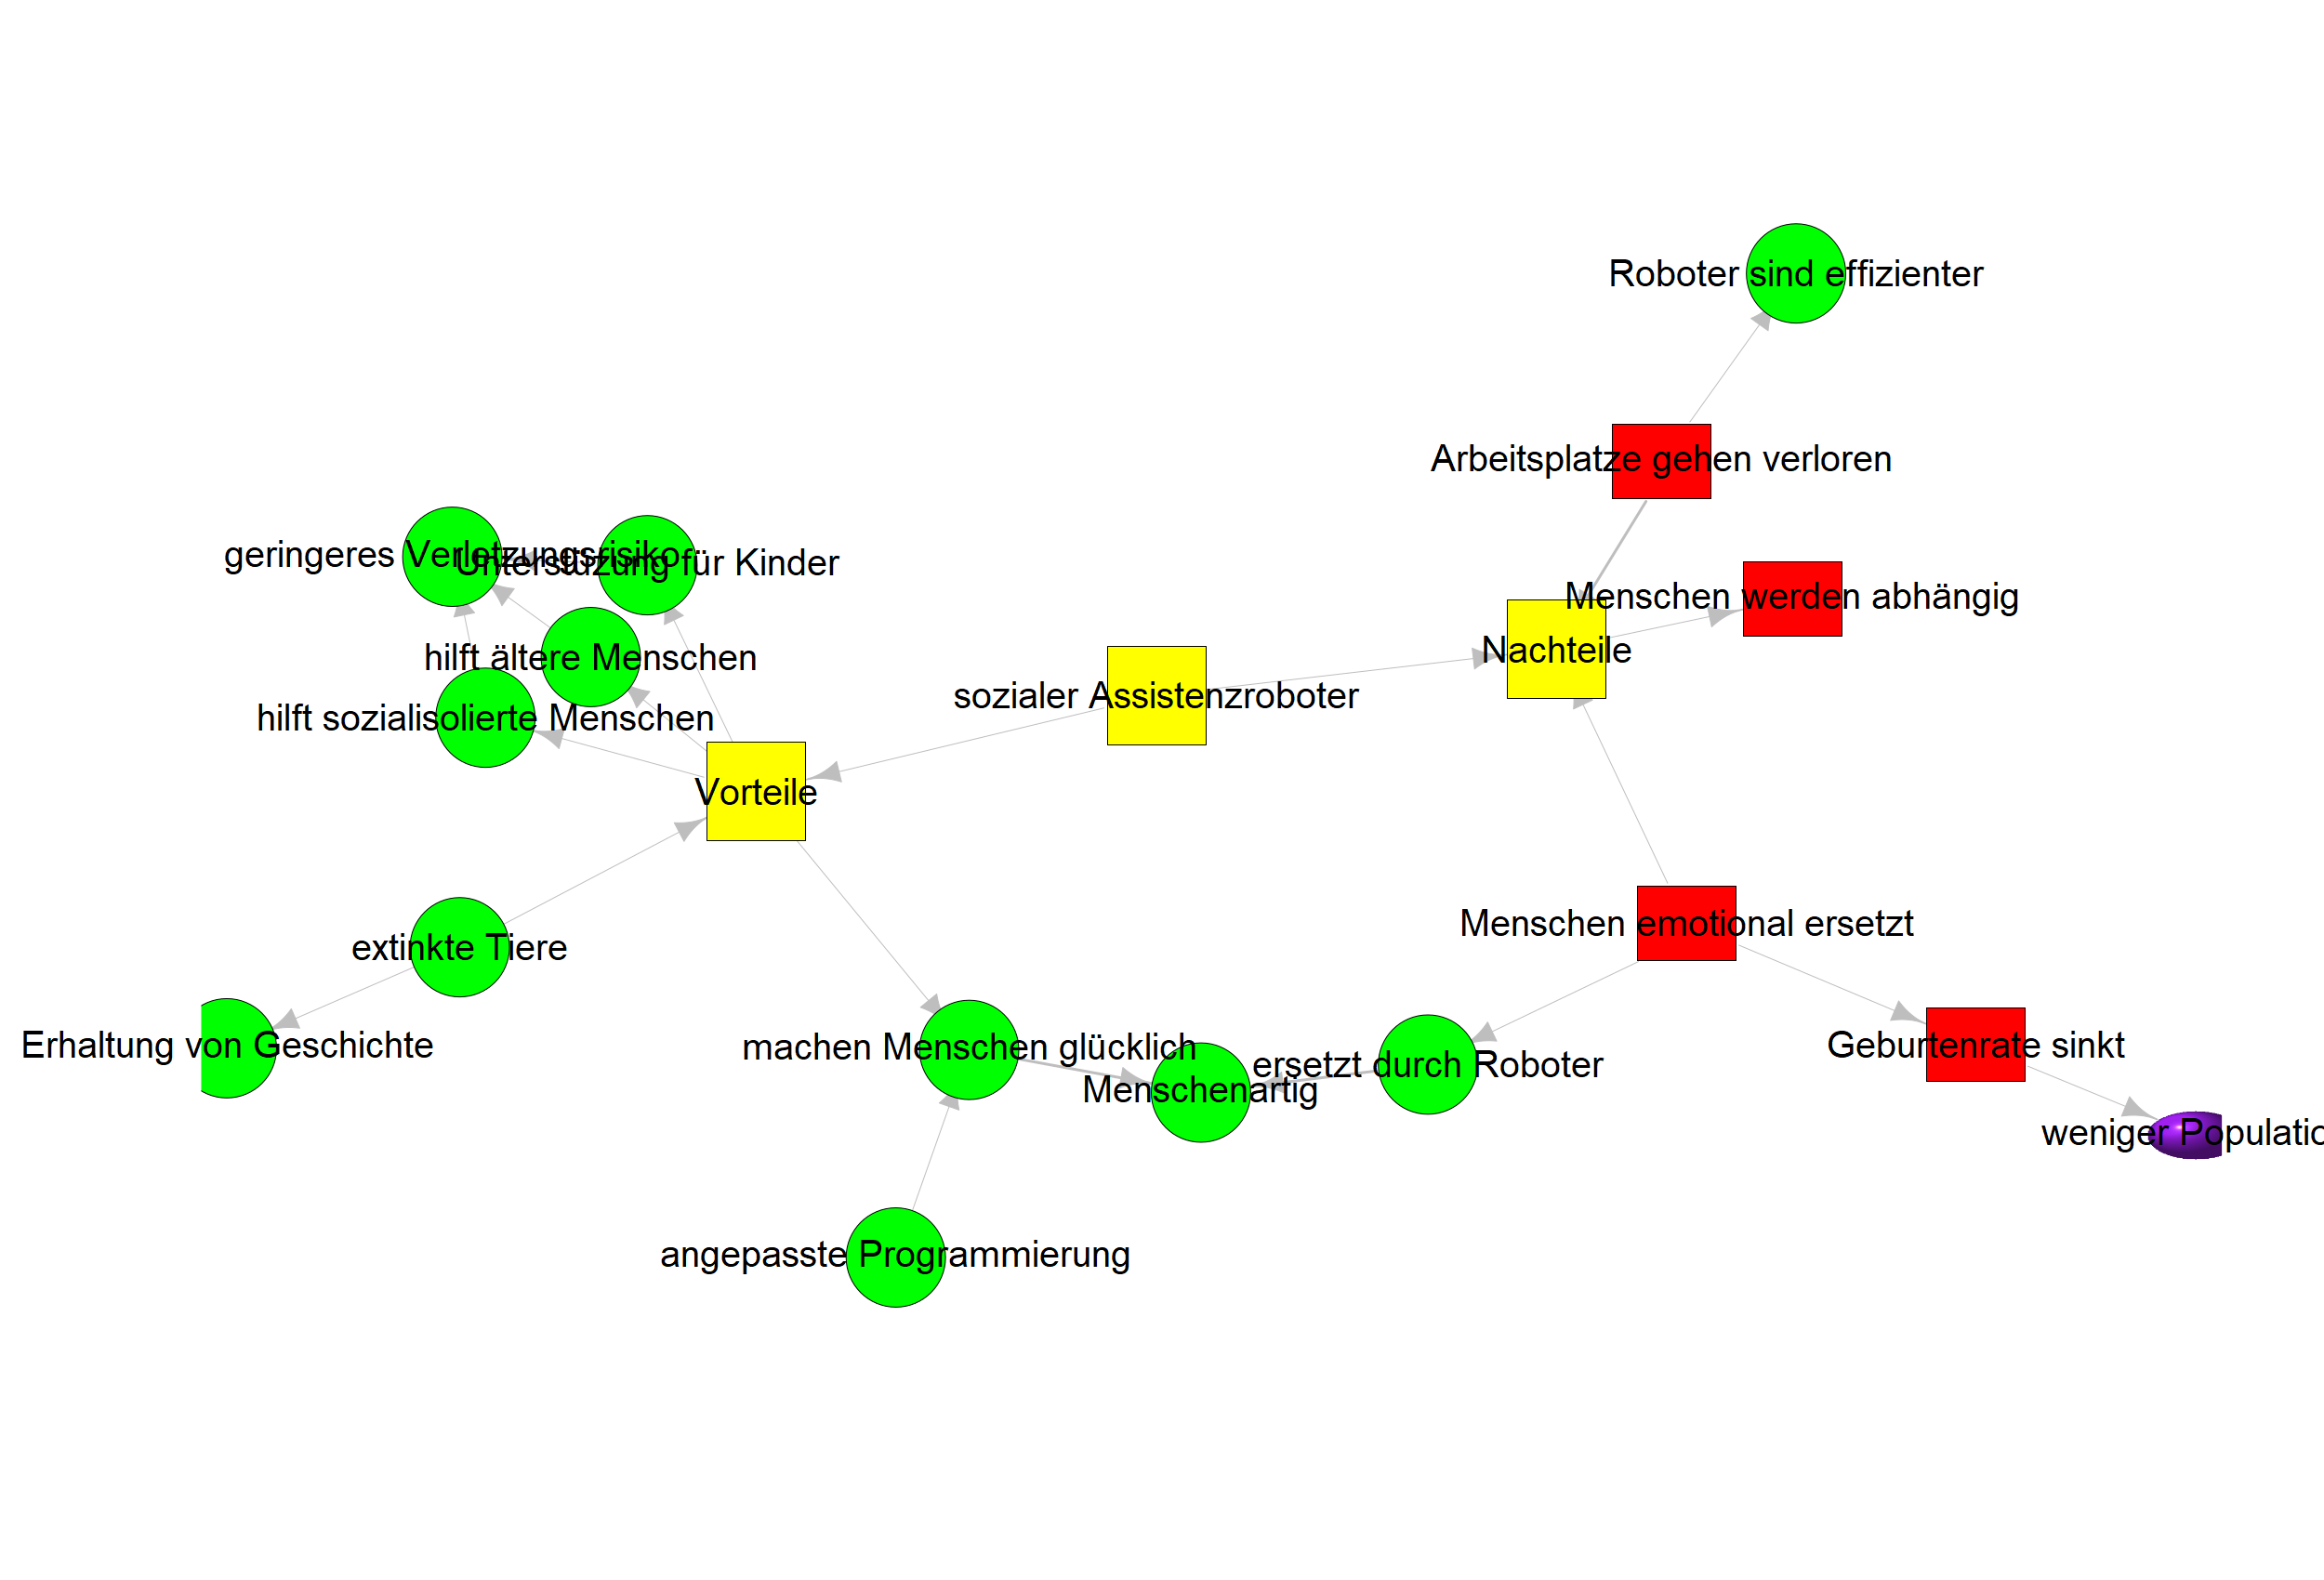 Roboter sind effizienter
Arbeitsplatze gehen verloren
geringeres Verletzungsrisiko
Unterstüzung für Kinder
Menschen werden abhängig
hilft ältere Menschen
Nachteile
sozialer Assistenzroboter
hilft sozialisolierte Menschen
Vorteile
Menschen emotional ersetzt
extinkte Tiere
Erhaltung von Geschichte
machen Menschen glücklich
Geburtenrate sinkt
ersetzt durch Roboter
Menschenartig
weniger Populatio
angepasste Programmierung